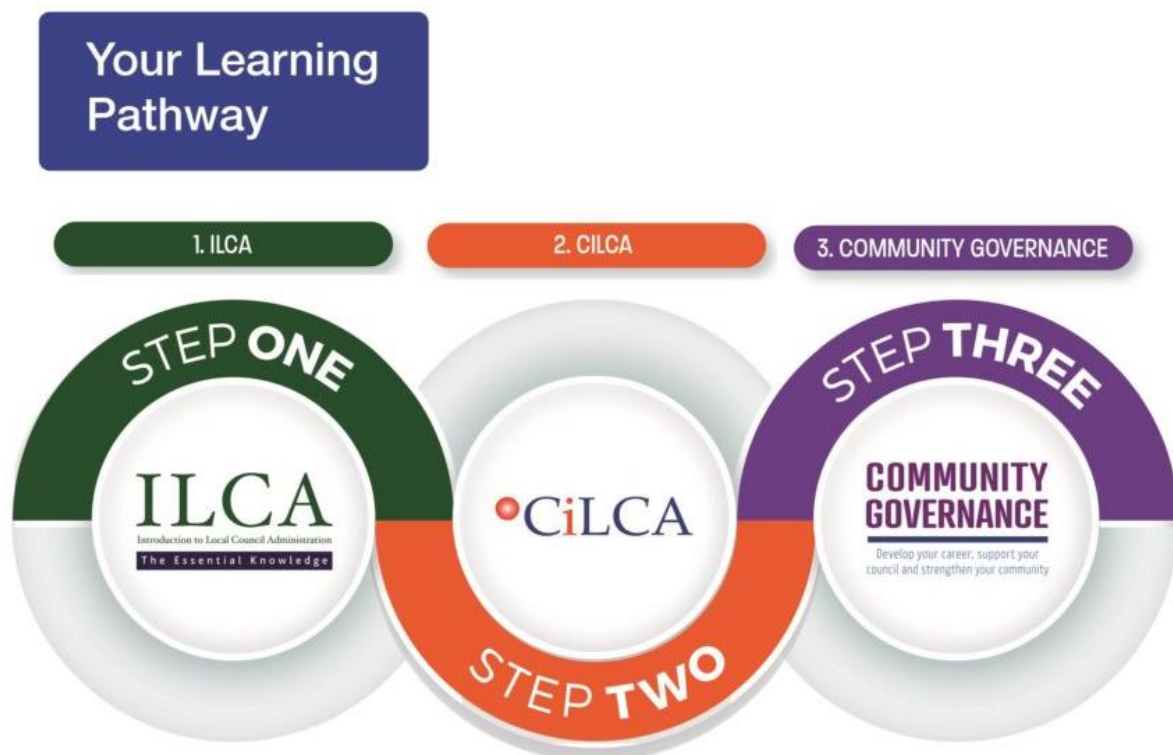 Your Learning
Pathway
1. ILCA
2. CILCA
3. COMMUNITY GOVERNANCE
STEP ONE
STEP THREE
ILCA
Introduction to Local Council Administration
The Essential Knowledge
CiLCA
COMMUNITY
GOVERNANCE
Develop your career, support your
council and strengthen your community
STEP TWO